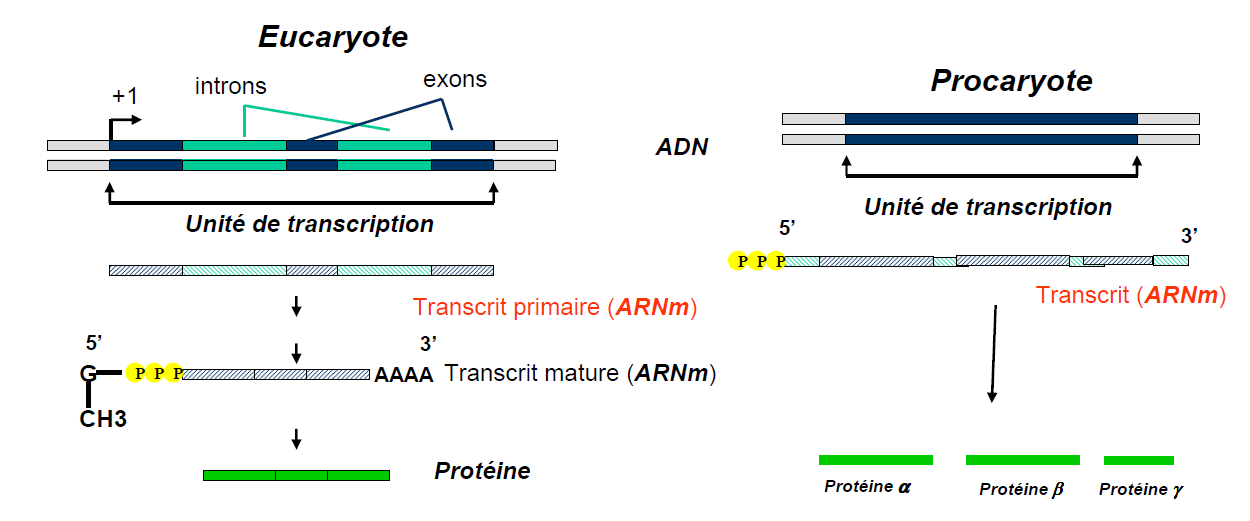 Eucaryote
Procaryote
introns
exons
+1
ADN
Unité de transcription
Unité de transcription
5’
3’
P P P
Transcrit primaire (ARNm)
Transcrit (ARNm)
5’
3’
G
P P P
AAAA
Transcrit mature (ARNm)
CH3
Protéine
Protéine α
Protéine β
Protéine γ